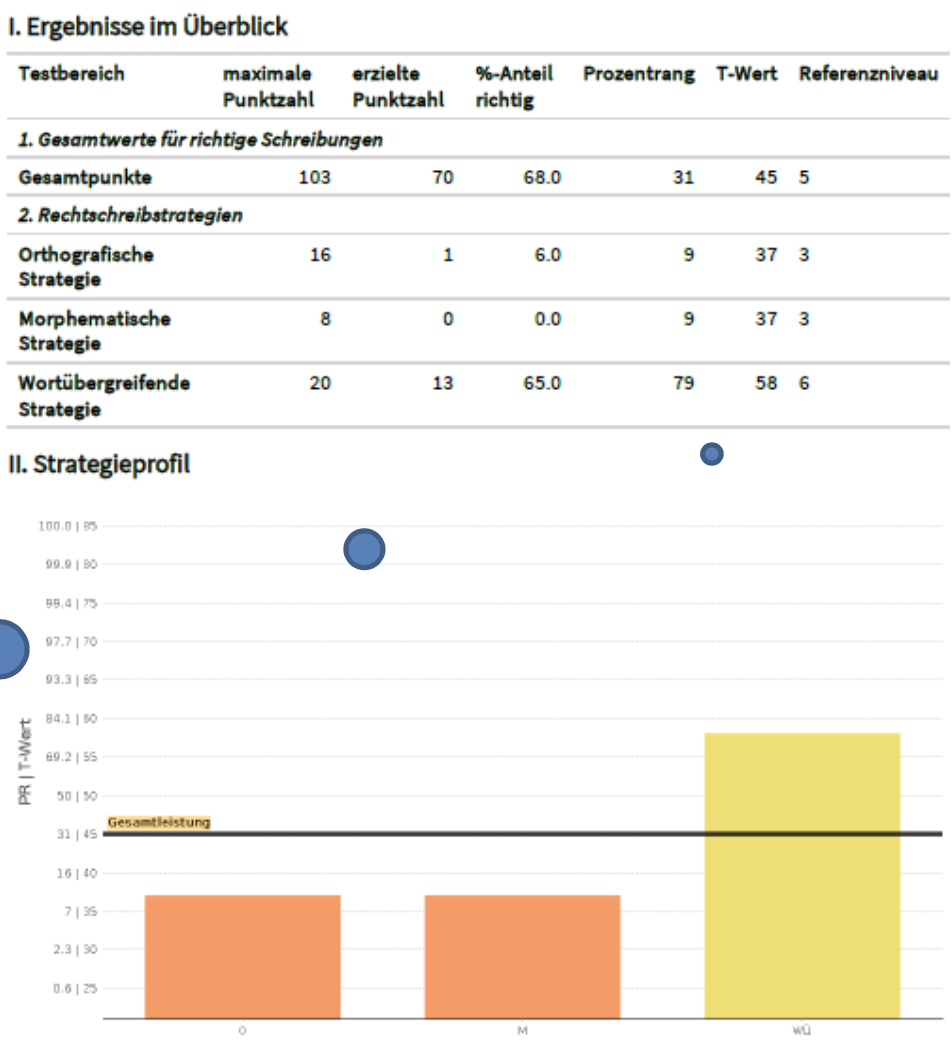 I. Ergebnisse im Überblick
Testbereich maximale Punktzahl erzielte Punktzahl %-Anteil richtig Prozentrang T-Wert Referenzniveau
1. Gesamtwerte für richtige Schreibungen
Gesamtpunkte 103 70 68.0 31 45 5
2. Rechtschreibstrategien
Orthografische Strategie 16 1 6.0 9 37 3
Morphematische Strategie 8 0 0.0 9 37 3
Wortübergreifende Strategie 20 13 65.0 79 58 6
II. Strategieprofil
100.0 | 85
99.9 | 80
99.4 | 75
97.7 | 70
93.3 | 65
84.1 | 60
69.2 | 55
50 | 50
Gesamtleistung
31 | 45
16 | 40
7 | 35
2.3 | 30
0.6 | 25
PR | T-Wert
O M WÜ